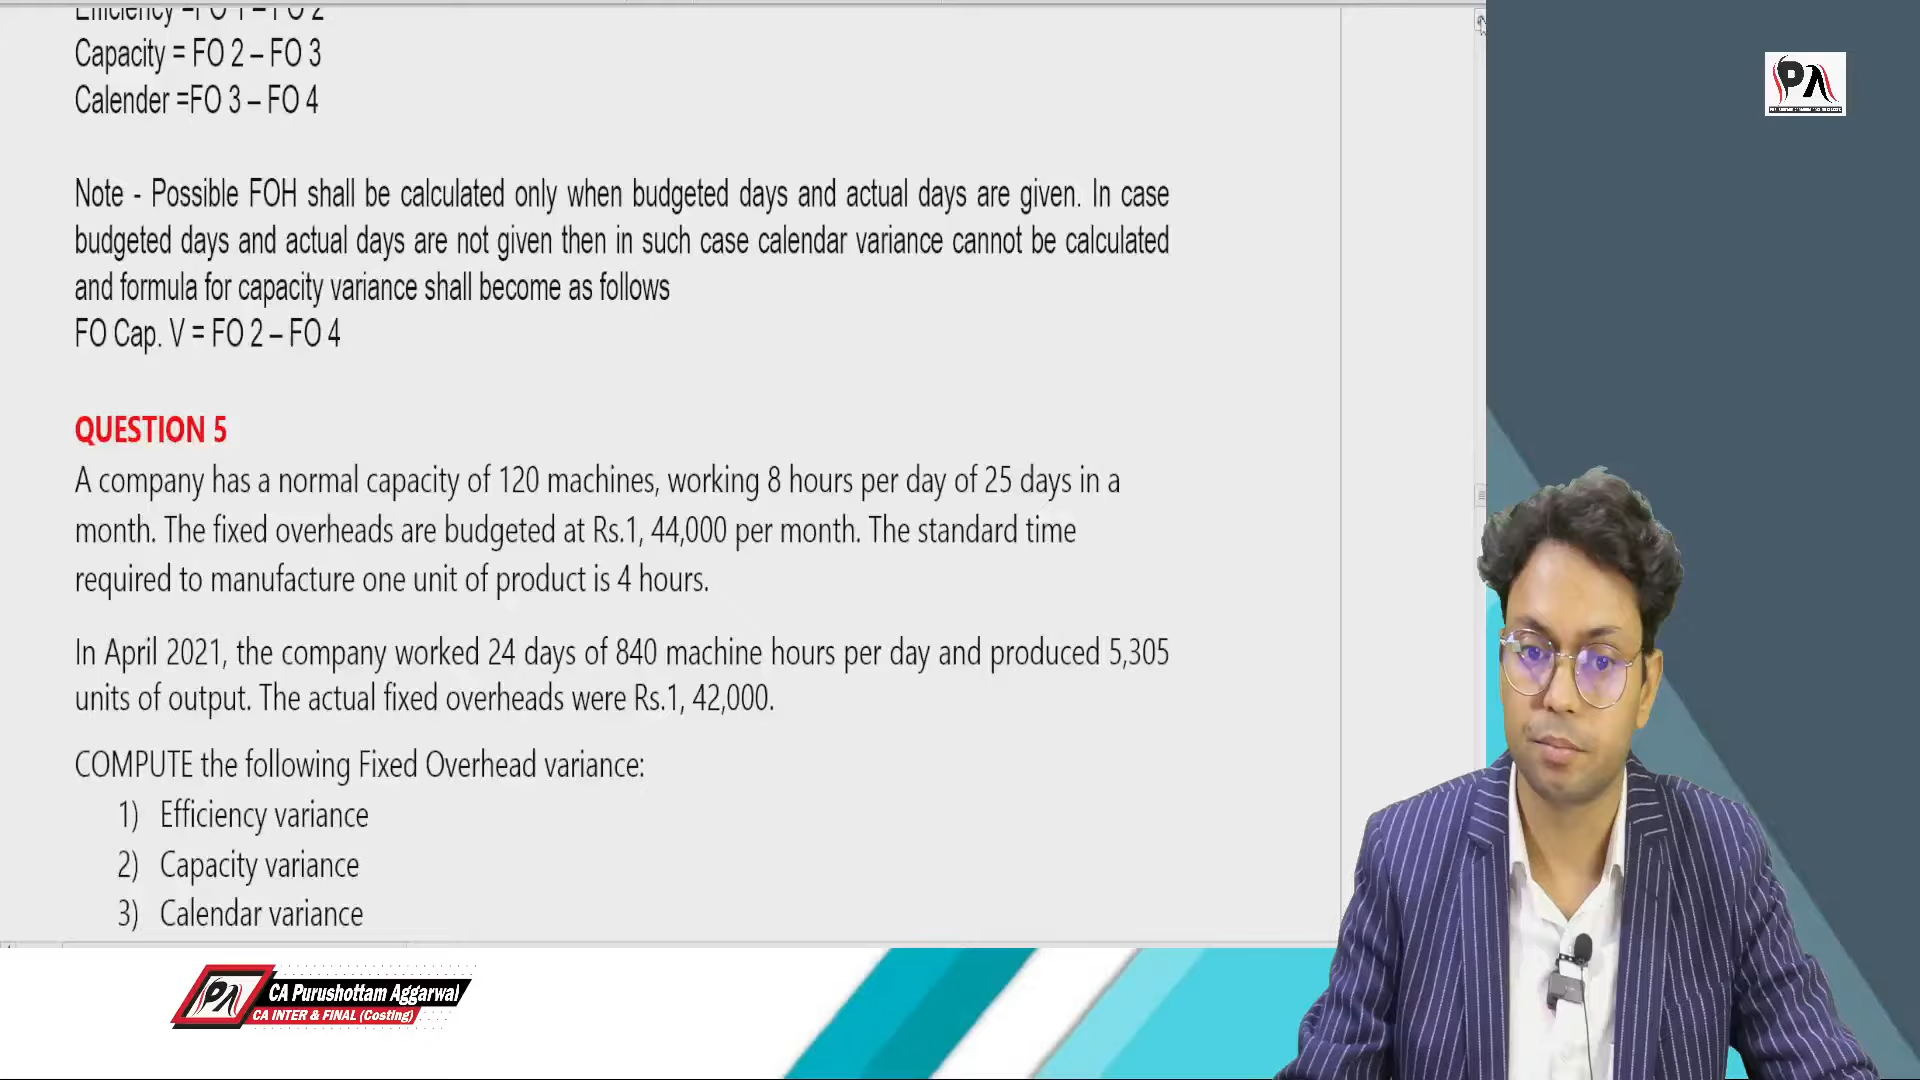 Efficiency =FO 1 – FO 2
Capacity = FO 2 – FO 3
Calender =FO 3 – FO 4
Note - Possible FOH shall be calculated only when budgeted days and actual days are given. In case
budgeted days and actual days are not given then in such case calendar variance cannot be calculated
and formula for capacity variance shall become as follows
FO Cap. V = FO 2 – FO 4
QUESTION 5
A company has a normal capacity of 120 machines, working 8 hours per day of 25 days in a
month. The fixed overheads are budgeted at Rs.1, 44,000 per month. The standard time
required to manufacture one unit of product is 4 hours.
In April 2021, the company worked 24 days of 840 machine hours per day and produced 5,305
units of output. The actual fixed overheads were Rs.1, 42,000.
COMPUTE the following Fixed Overhead variance:
1) Efficiency variance
2) Capacity variance
3) Calendar variance
PA
PA
CA Purushottam Aggarwal
CA INTER & FINAL (Costing)